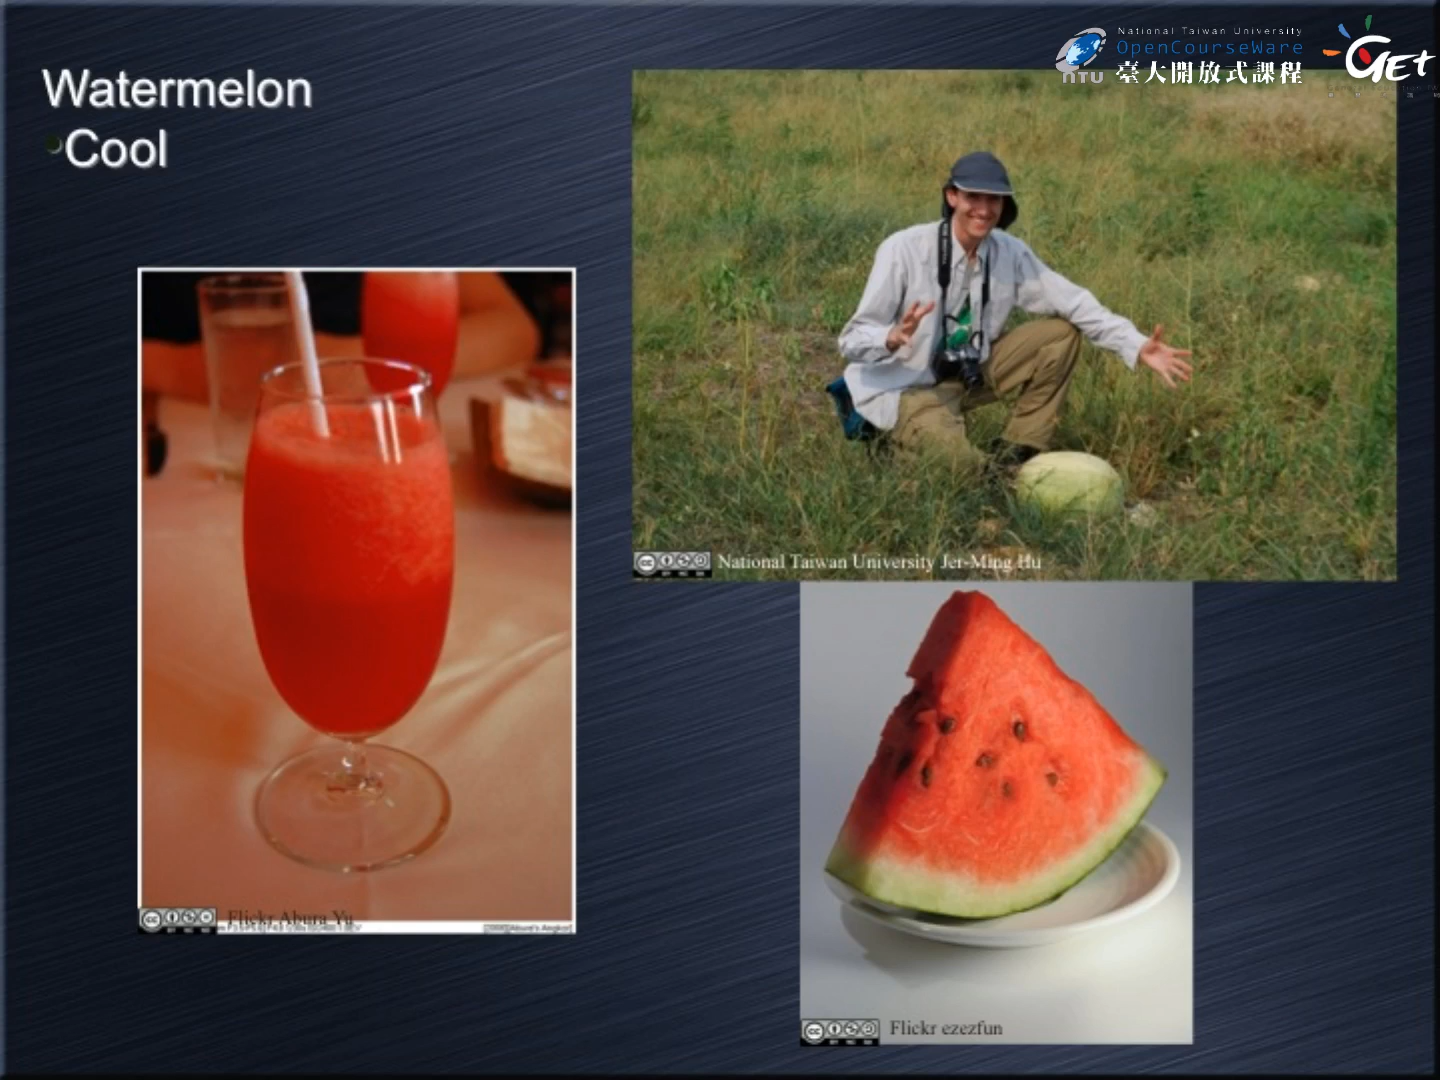 National Taiwan University
OpenCourseWare
NTU 臺大開放式課程
GET
Watermelon
Cool
National Taiwan University Jer-Ming Hu
Flickr Abura Yu
Flickr ezezfun